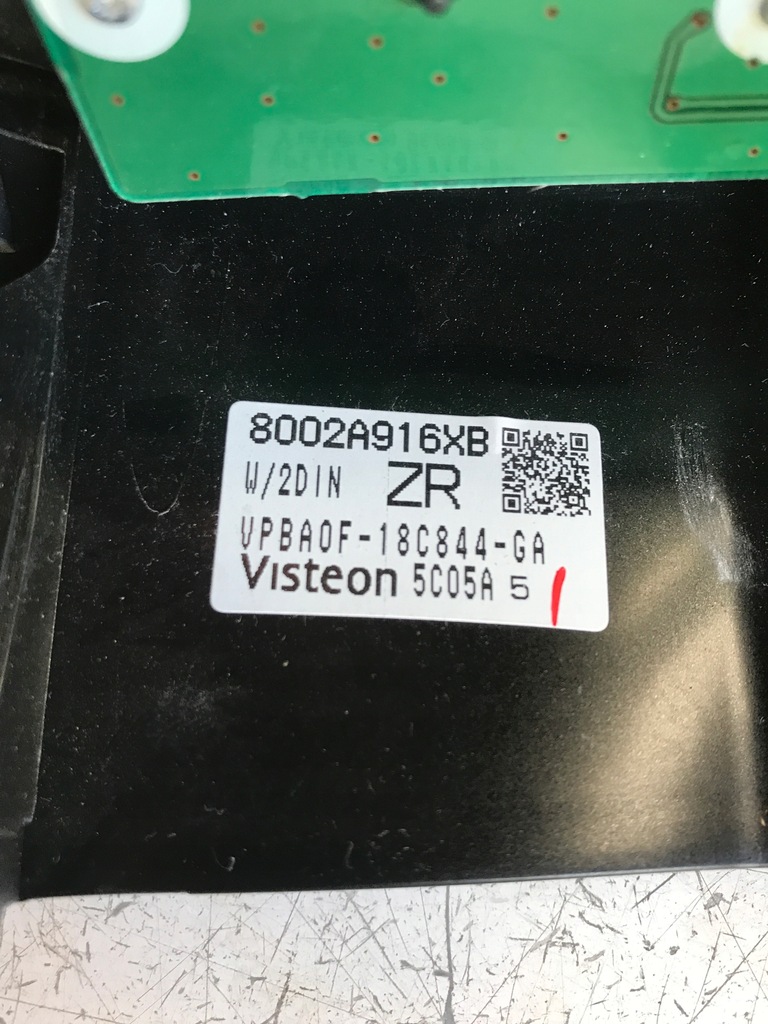 8002A916XB
W/2DIN ZR
VPBA0F-18C844-GA
Visteon 5C05A 5